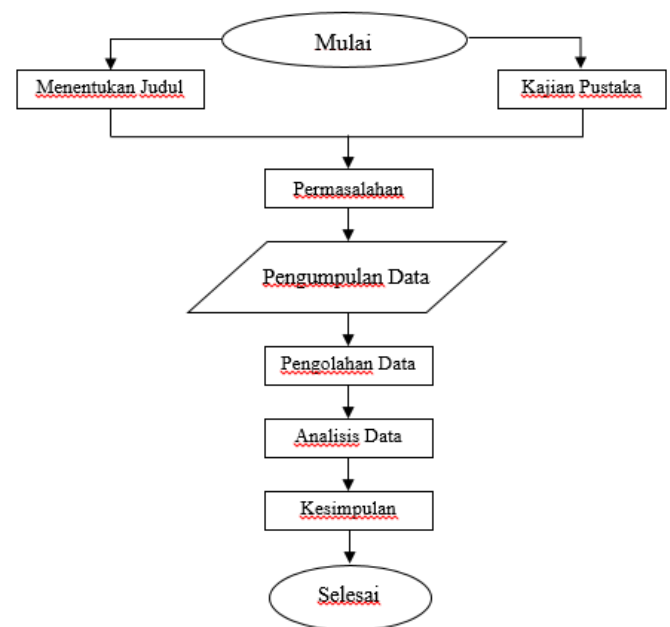 Mulai
Menentukan Judul
Kajian Pustaka
Permasalahan
Pengumpulan Data
Pengolahan Data
Analisis Data
Kesimpulan
Selesai